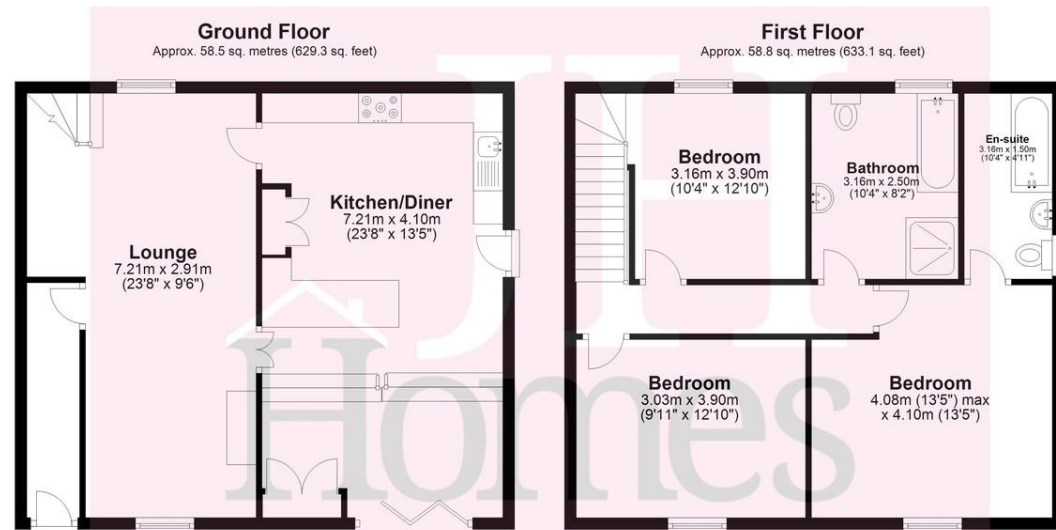 Ground Floor
Approx. 58.5 sq. metres (629.3 sq. feet)
Lounge
7.21m x 2.91m
(23'8" x 9'6")
Kitchen/Diner
7.21m x 4.10m
(23'8" x 13'5")
First Floor
Approx. 58.8 sq. metres (633.1 sq. feet)
Bedroom
3.16m x 3.90m
(10'4" x 12'10")
Bathroom
3.16m x 2.50m
(10'4" x 8'2")
En-suite
3.16m x 1.50m
(10'4" x 4'11")
Bedroom
3.03m x 3.90m
(9'11" x 12'10")
Bedroom
4.08m (13'5") max
x 4.10m (13'5")
JH
Homes